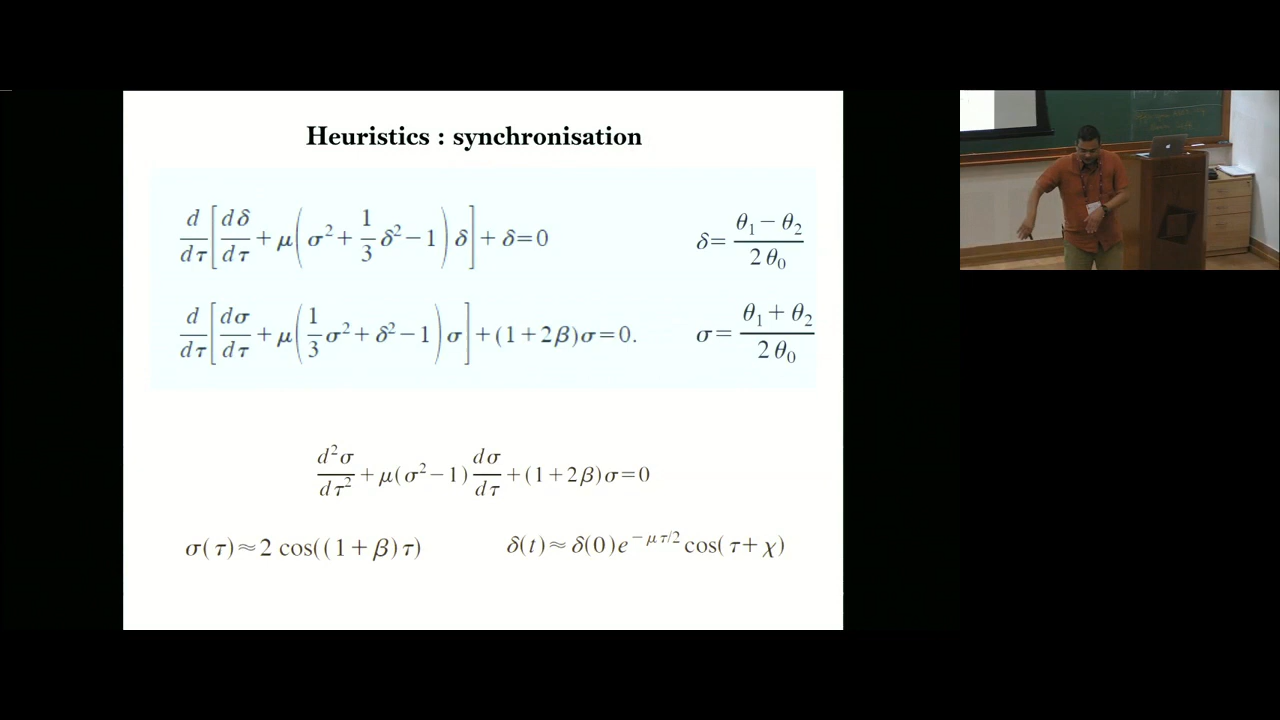 Heuristics : synchronisation
d/dτ[dδ/dτ + μ(σ² + 1/3 δ² − 1)δ] + δ = 0
δ = (θ₁ − θ₂)/(2θ₀)
d/dτ[dσ/dτ + μ(1/3 σ² + δ² − 1)σ] + (1 + 2β)σ = 0.
σ = (θ₁ + θ₂)/(2θ₀)
d²σ/dτ² + μ(σ² − 1) dσ/dτ + (1 + 2β)σ = 0
σ(τ) ≈ 2 cos((1 + β)τ)
δ(t) ≈ δ(0)e^(−μτ/2) cos(τ + χ)